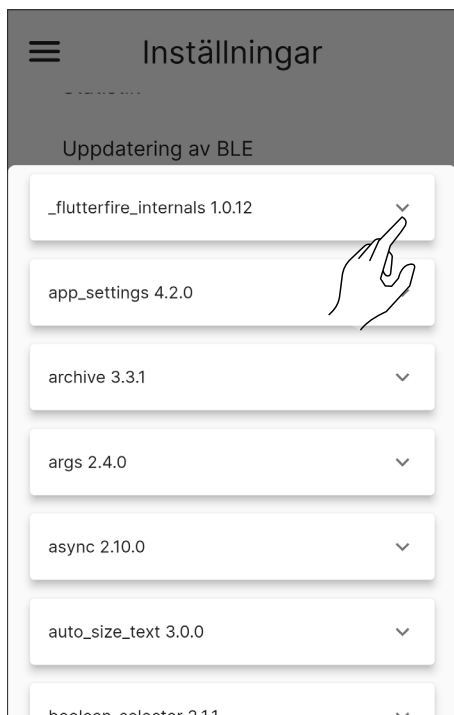 Inställningar
Uppdatering av BLE
_flutterfire_internals 1.0.12
app_settings 4.2.0
archive 3.3.1
args 2.4.0
async 2.10.0
auto_size_text 3.0.0